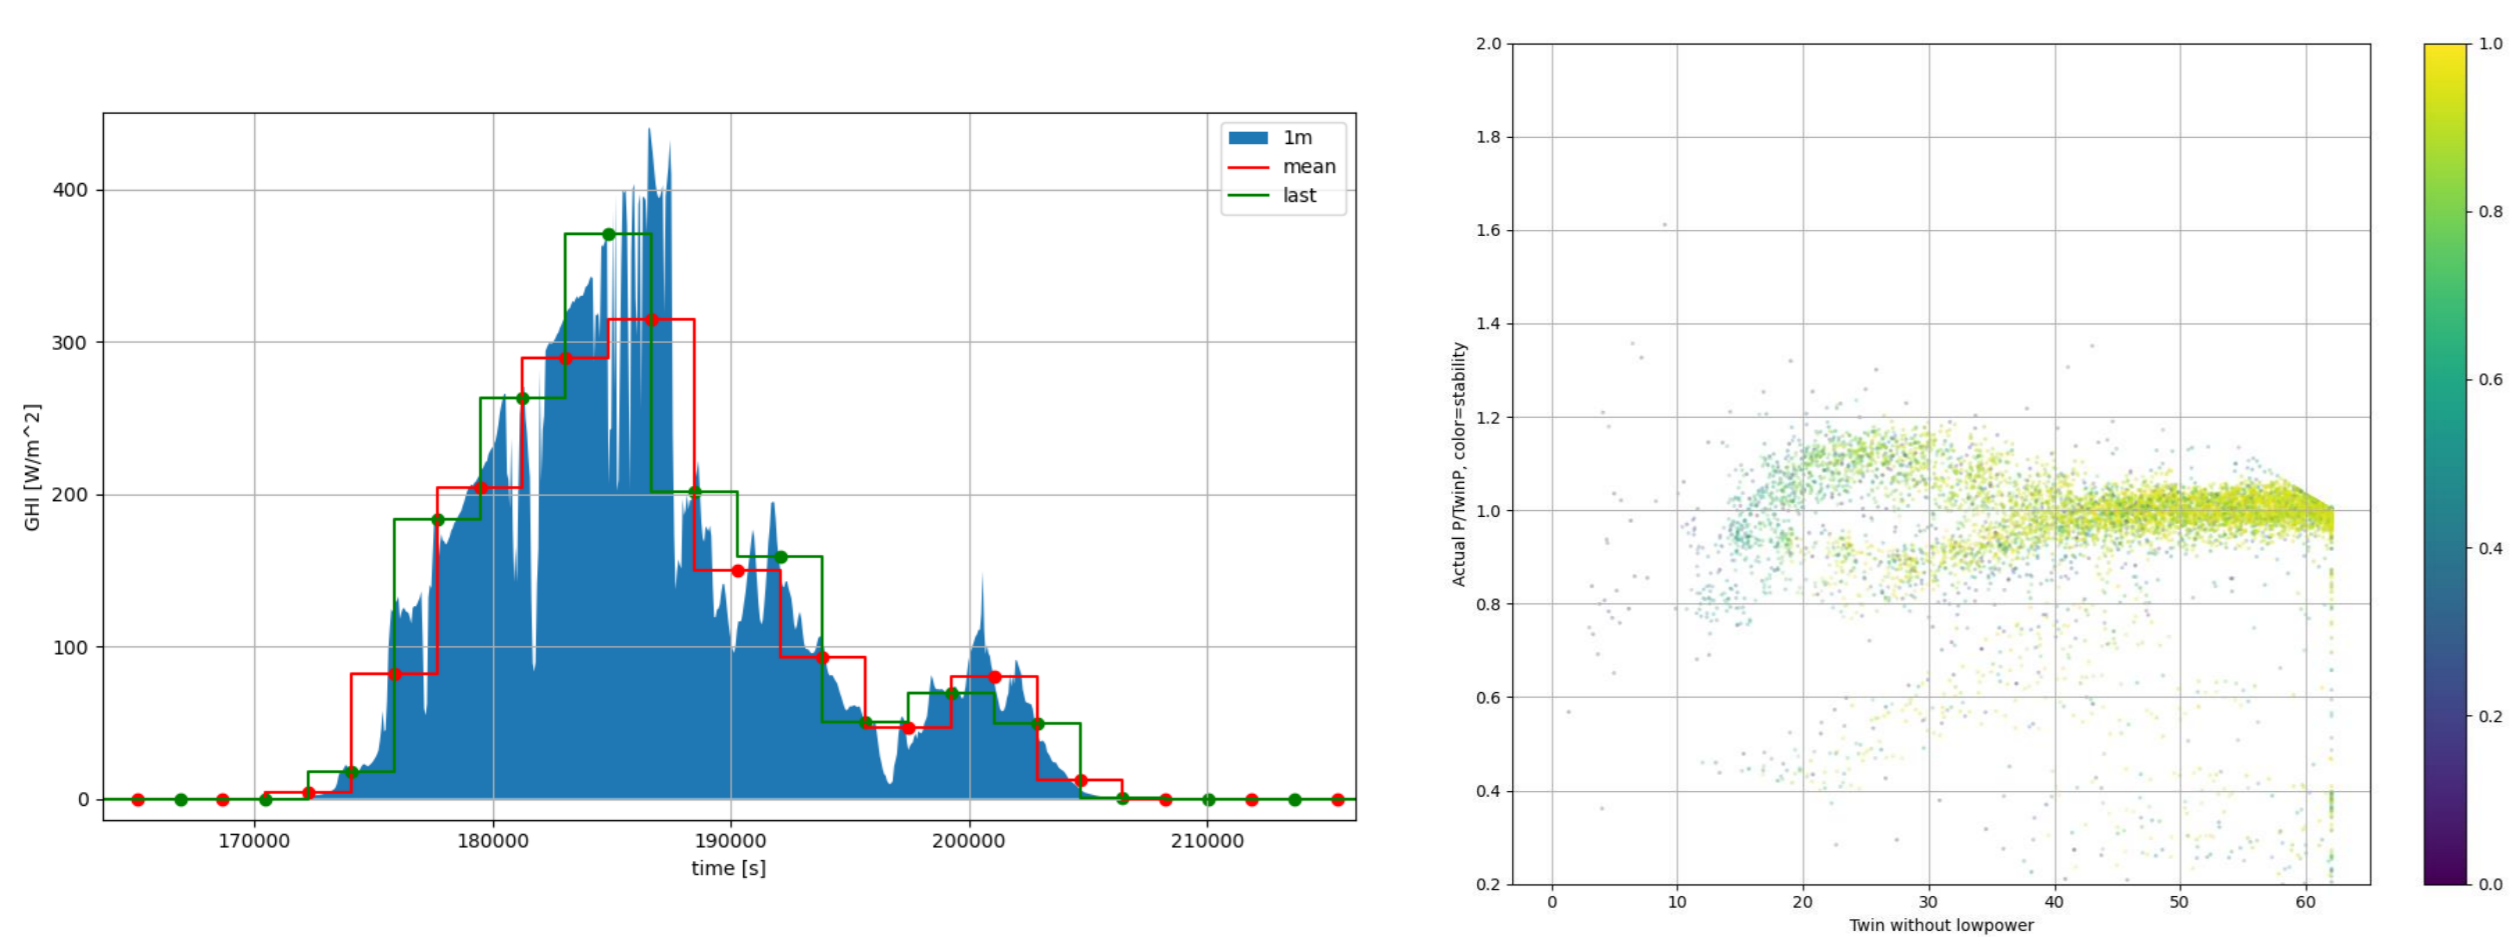 1m
mean
last
400
300
200
100
0
GHI [W/m^2]
170000 180000 190000 200000 210000
time [s]
2.0
1.8
1.6
1.4
1.2
1.0
0.8
0.6
0.4
0.2
Actual P/TwinP, color=stability
0 10 20 30 40 50 60
Twin without lowpower
1.0
0.8
0.6
0.4
0.2
0.0